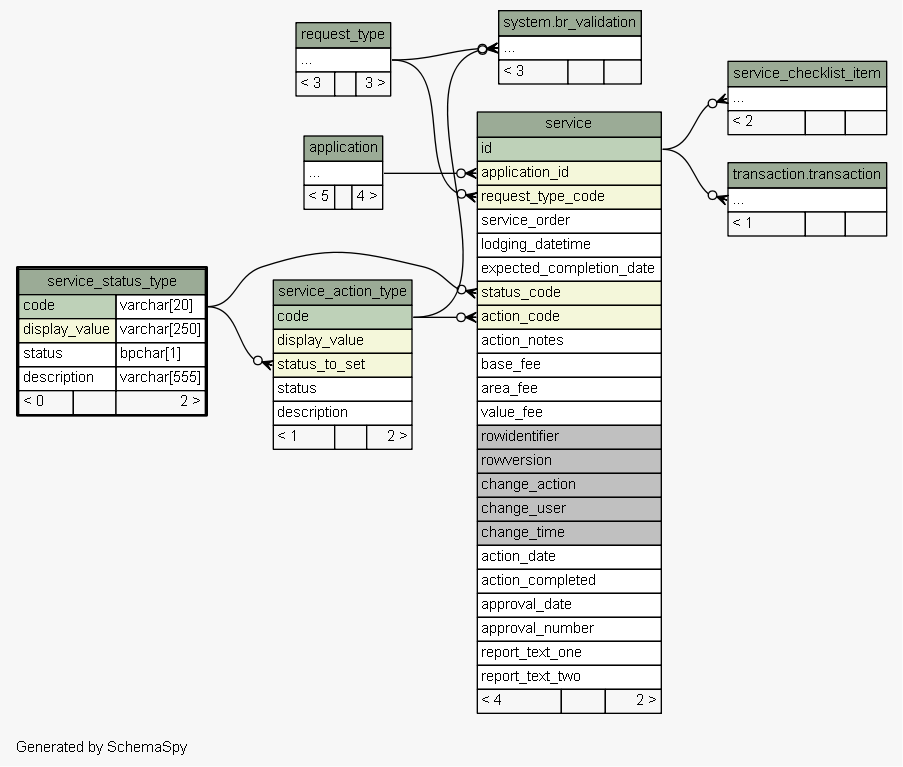 request_type
...
< 3 3 >
system.br_validation
...
< 3
service_checklist_item
...
< 2
application
...
< 5 4 >
transaction.transaction
...
< 1
service
id
application_id
request_type_code
service_order
lodging_datetime
expected_completion_date
status_code
action_code
action_notes
base_fee
area_fee
value_fee
rowidentifier
rowversion
change_action
change_user
change_time
action_date
action_completed
approval_date
approval_number
report_text_one
report_text_two
< 4 2 >
service_status_type
code varchar[20]
display_value varchar[250]
status bpchar[1]
description varchar[555]
< 0 2 >
service_action_type
code
display_value
status_to_set
status
description
< 1 2 >
Generated by SchemaSpy